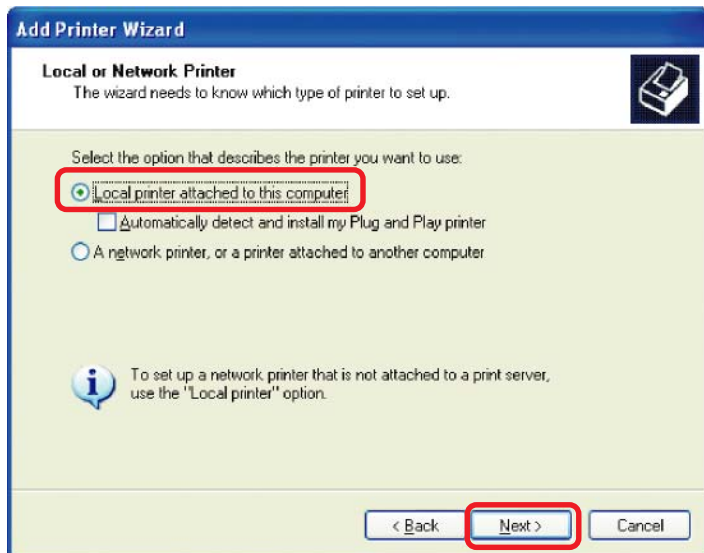 Add Printer Wizard
Local or Network Printer
The wizard needs to know which type of printer to set up.
Select the option that describes the printer you want to use:
Local printer attached to this computer
Automatically detect and install my Plug and Play printer
A network printer, or a printer attached to another computer
To set up a network printer that is not attached to a print server,
use the "Local printer" option.
< Back
Next >
Cancel